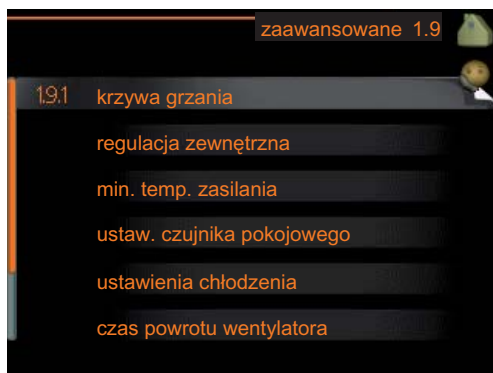 zaawansowane 1.9
1.9.1 krzywa grzania
regulacja zewnętrzna
min. temp. zasilania
ustaw. czujnika pokojowego
ustawienia chłodzenia
czas powrotu wentylatora